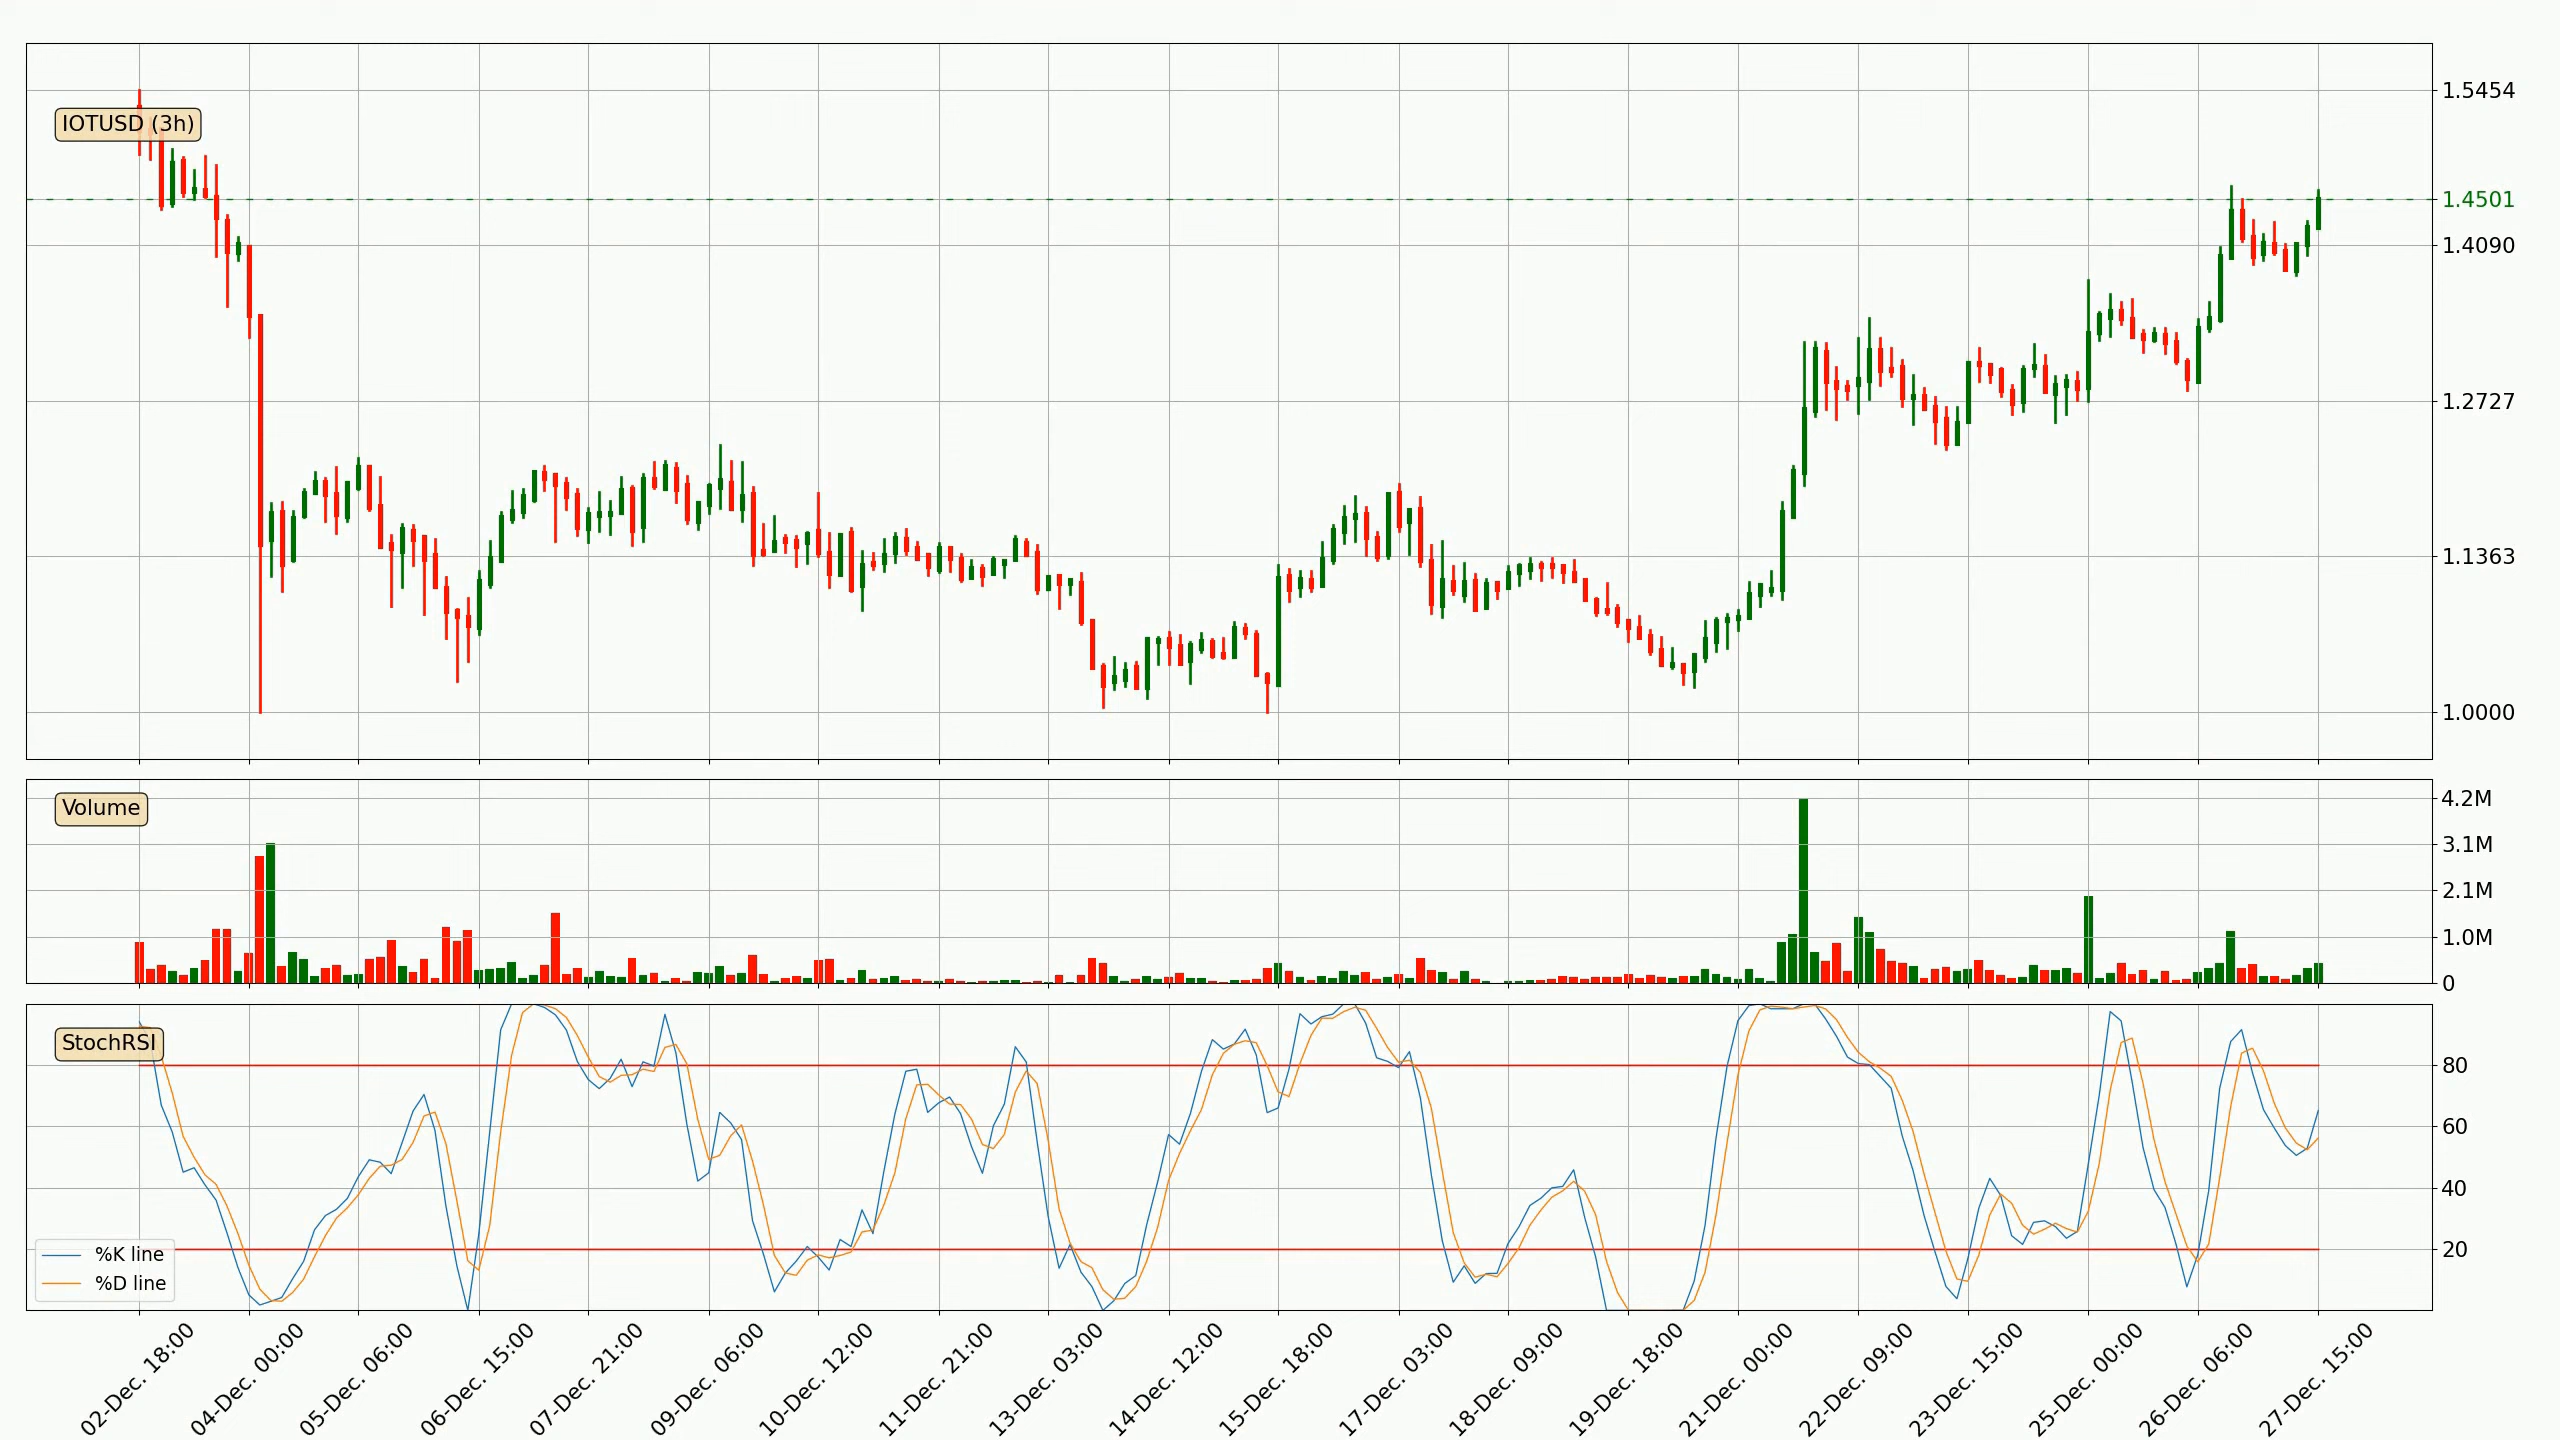 IOTUSD (3h)
1.5454
1.4501
1.4090
1.2727
1.1363
1.0000
Volume
4.2M
3.1M
2.1M
1.0M
0
StochRSI
80
60
40
20
%K line
%D line
02-Dec. 18:00
04-Dec. 00:00
05-Dec. 06:00
06-Dec. 15:00
07-Dec. 21:00
09-Dec. 06:00
10-Dec. 12:00
11-Dec. 21:00
13-Dec. 03:00
14-Dec. 12:00
15-Dec. 18:00
17-Dec. 03:00
18-Dec. 09:00
19-Dec. 18:00
21-Dec. 00:00
22-Dec. 09:00
23-Dec. 15:00
25-Dec. 00:00
26-Dec. 06:00
27-Dec. 15:00